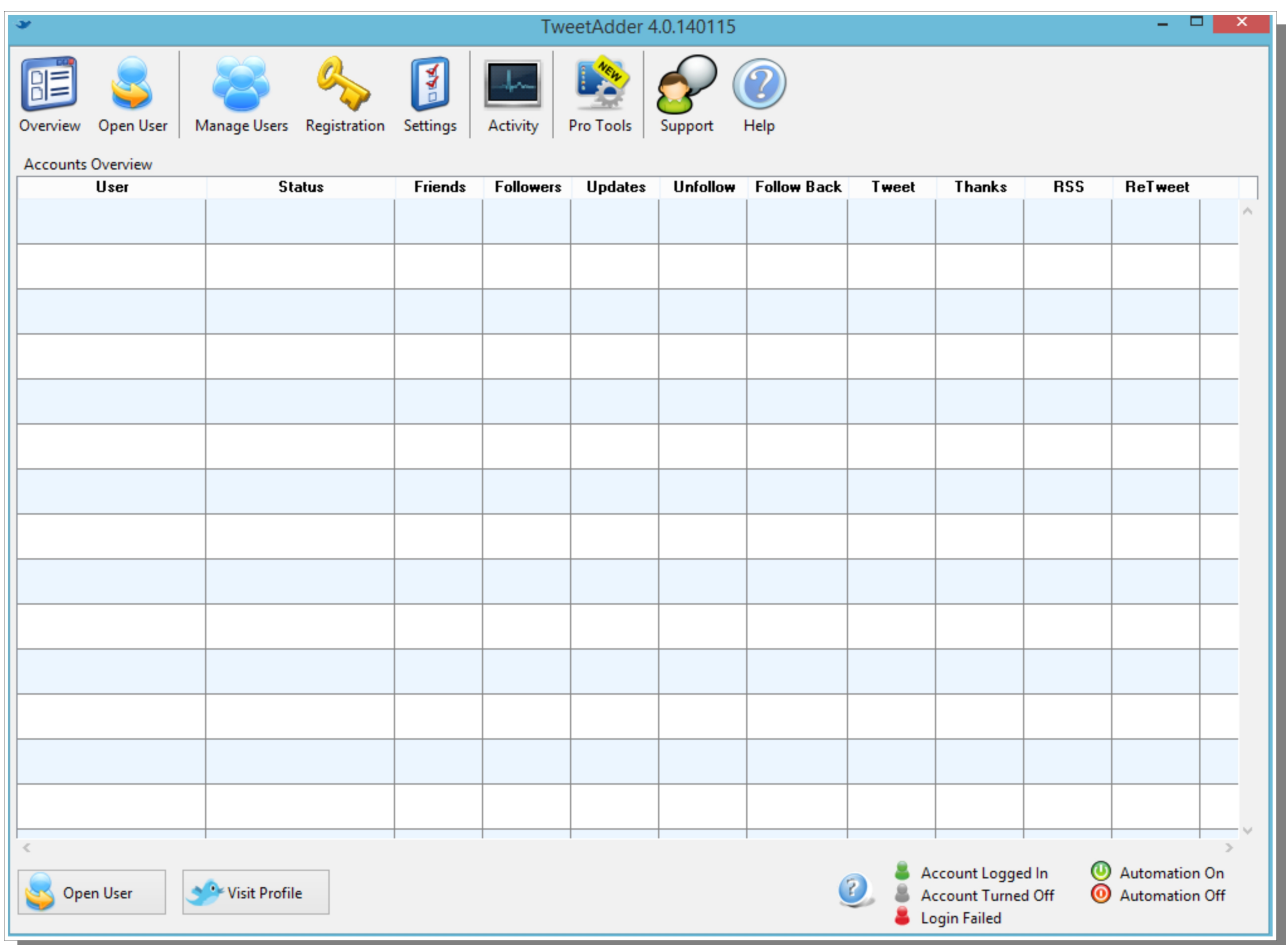 TweetAdder 4.0.140115
NEW
Overview Open User Manage Users Registration Settings Activity Pro Tools Support Help
Accounts Overview
User Status Friends Followers Updates Unfollow Follow Back Tweet Thanks RSS ReTweet
Open User Visit Profile
Account Logged In Automation On
Account Turned Off Automation Off
Login Failed